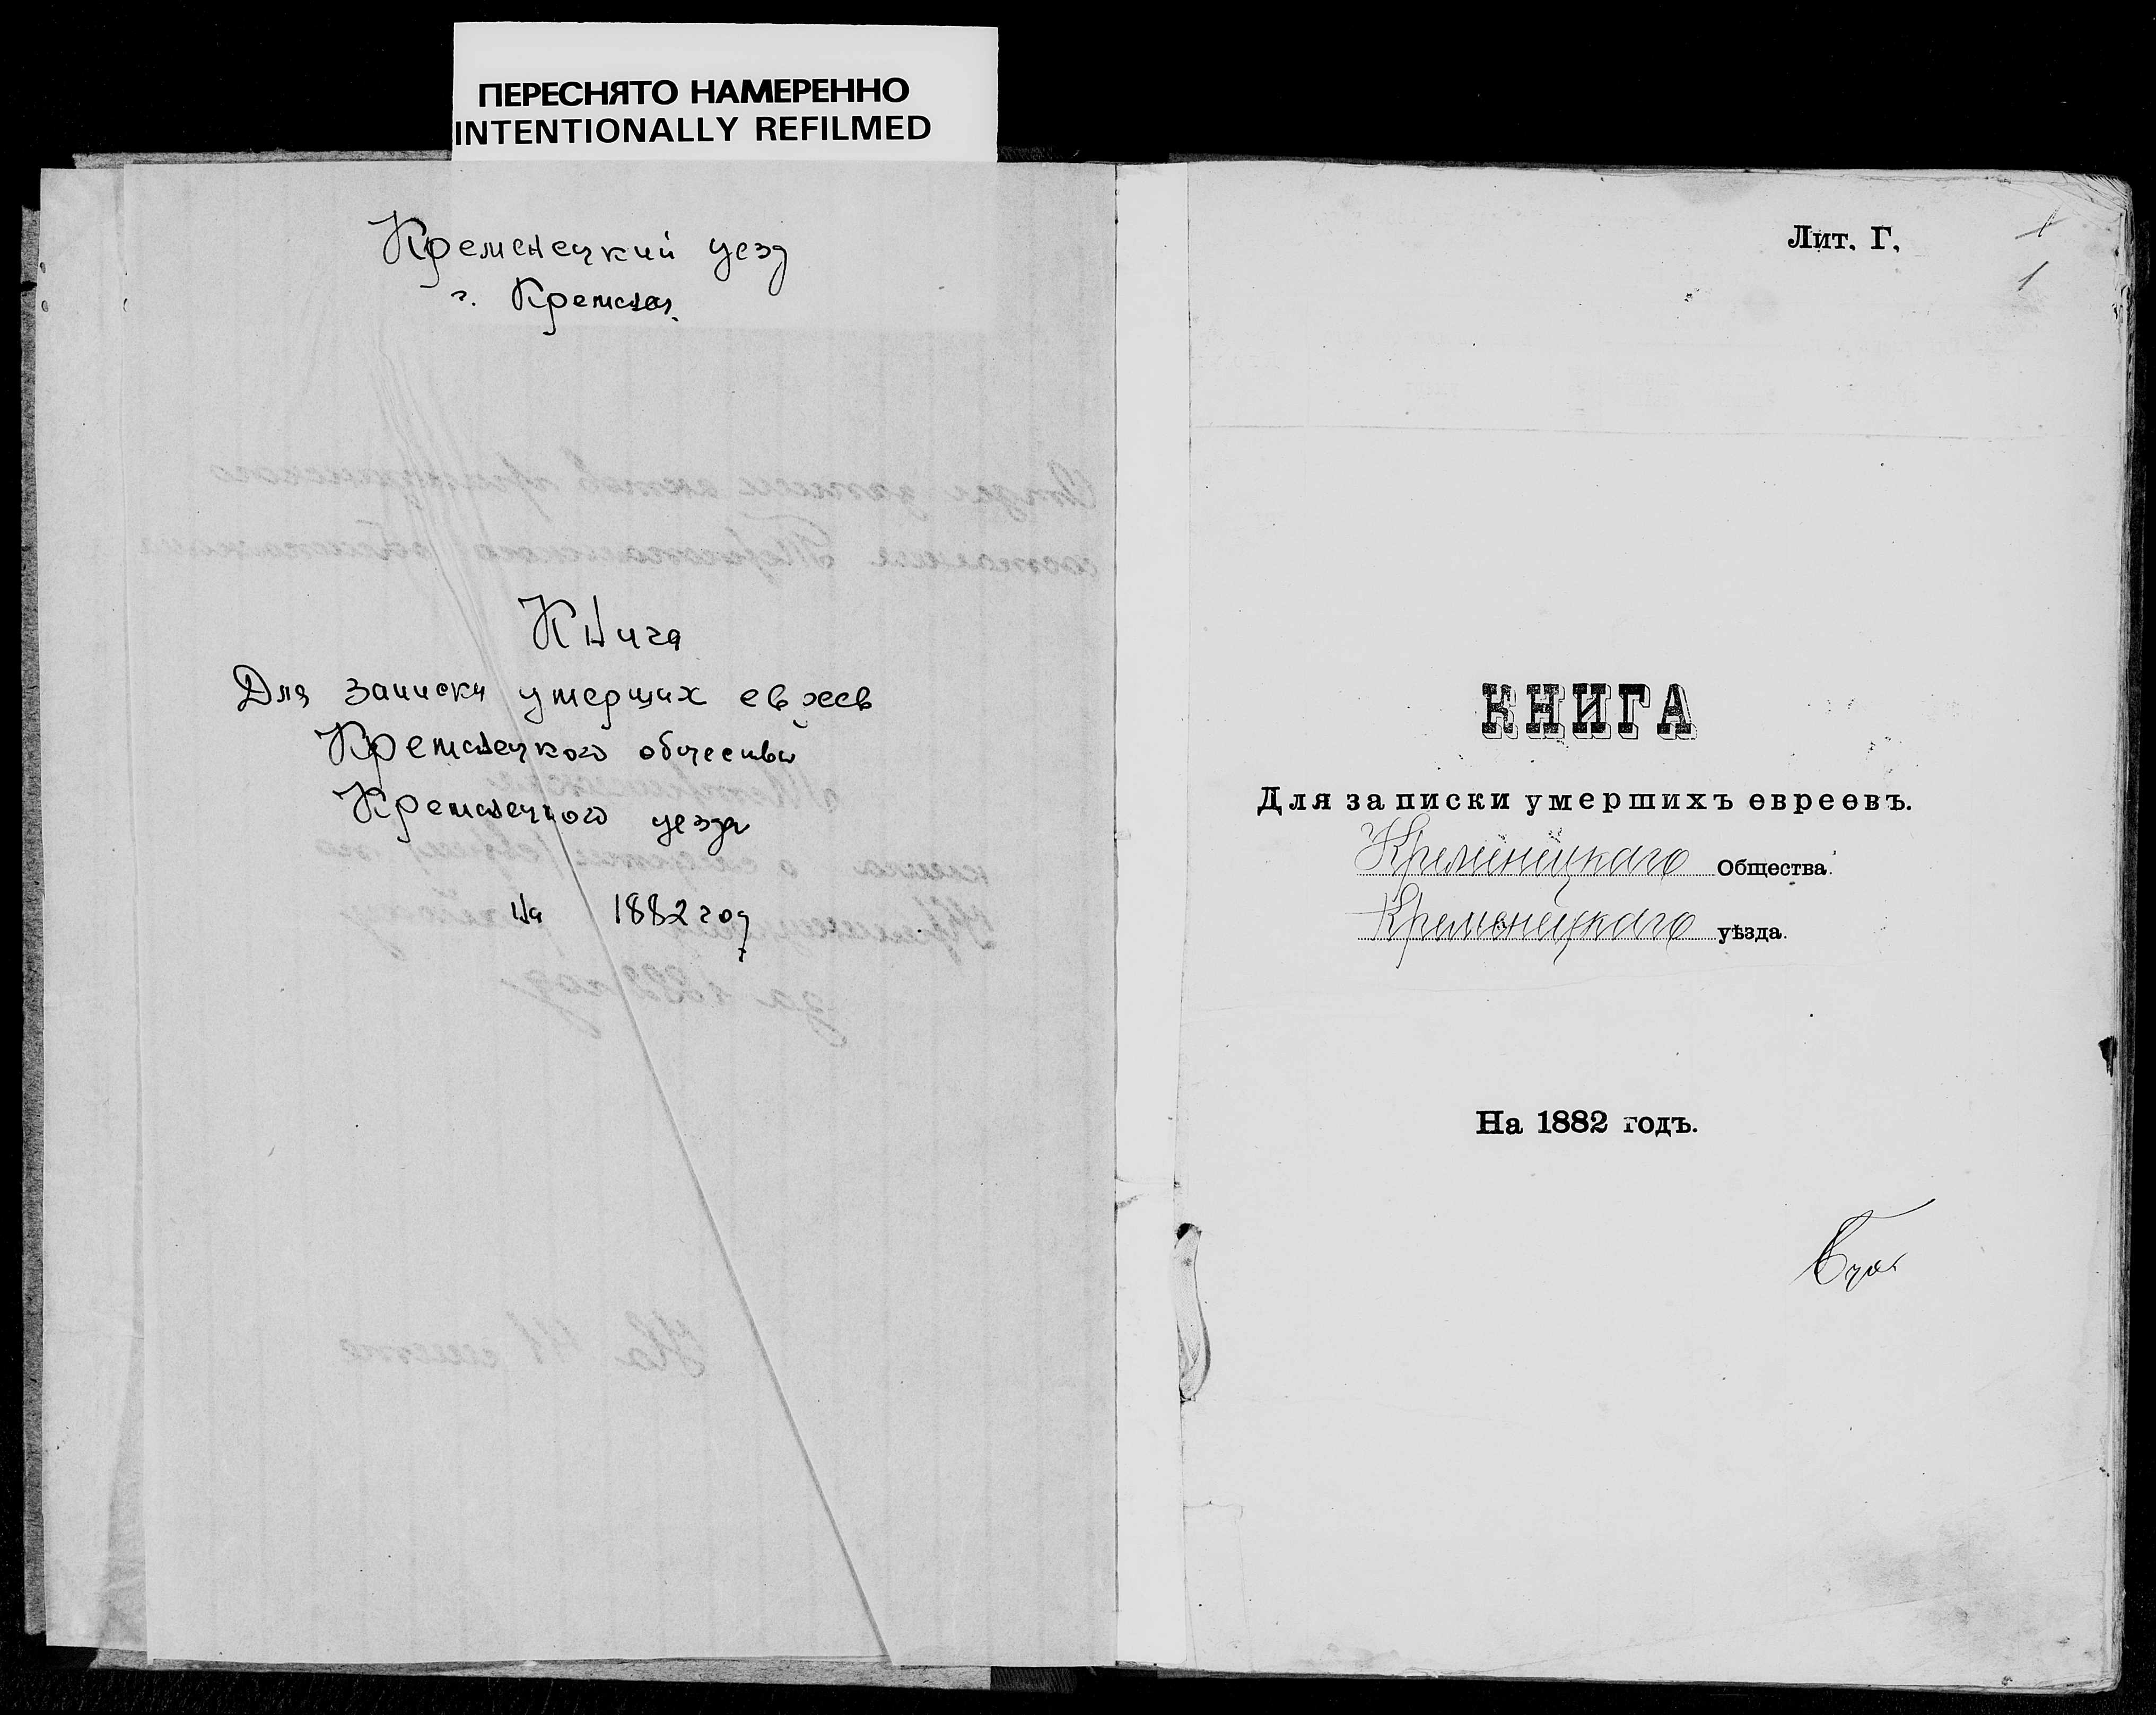 ПЕРЕСНЯТО НАМЕРЕННО
INTENTIONALLY REFILMED
Кременецкий уезд
г. Кременец
Книга
Для записки умерших евреев
Кременецкого общества
Кременецкого уезда
На 1882 год
Лит. Г.
1
КНИГА
Для записки умершихъ евреевъ.
Кременецкаго Общества.
Кременецкаго уѣзда.
На 1882 годъ.